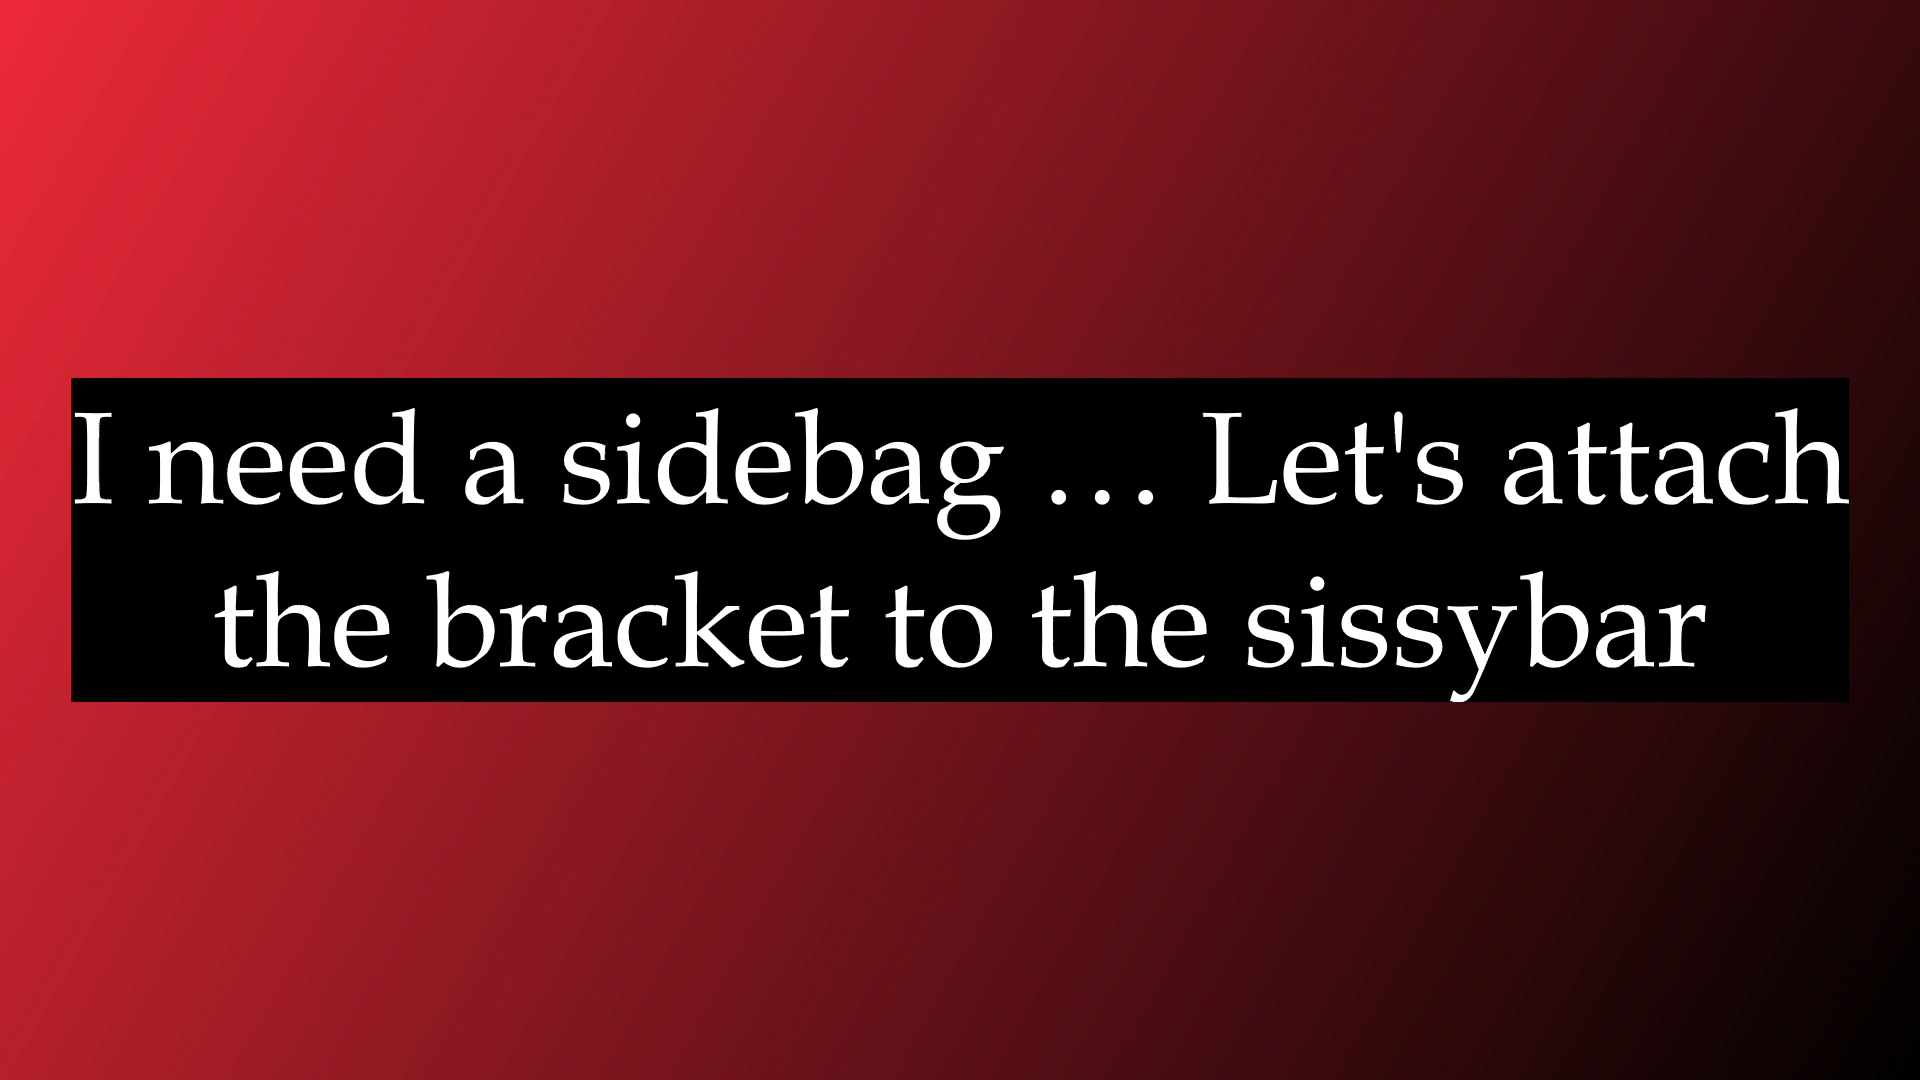 I need a sidebag … Let's attach
the bracket to the sissybar